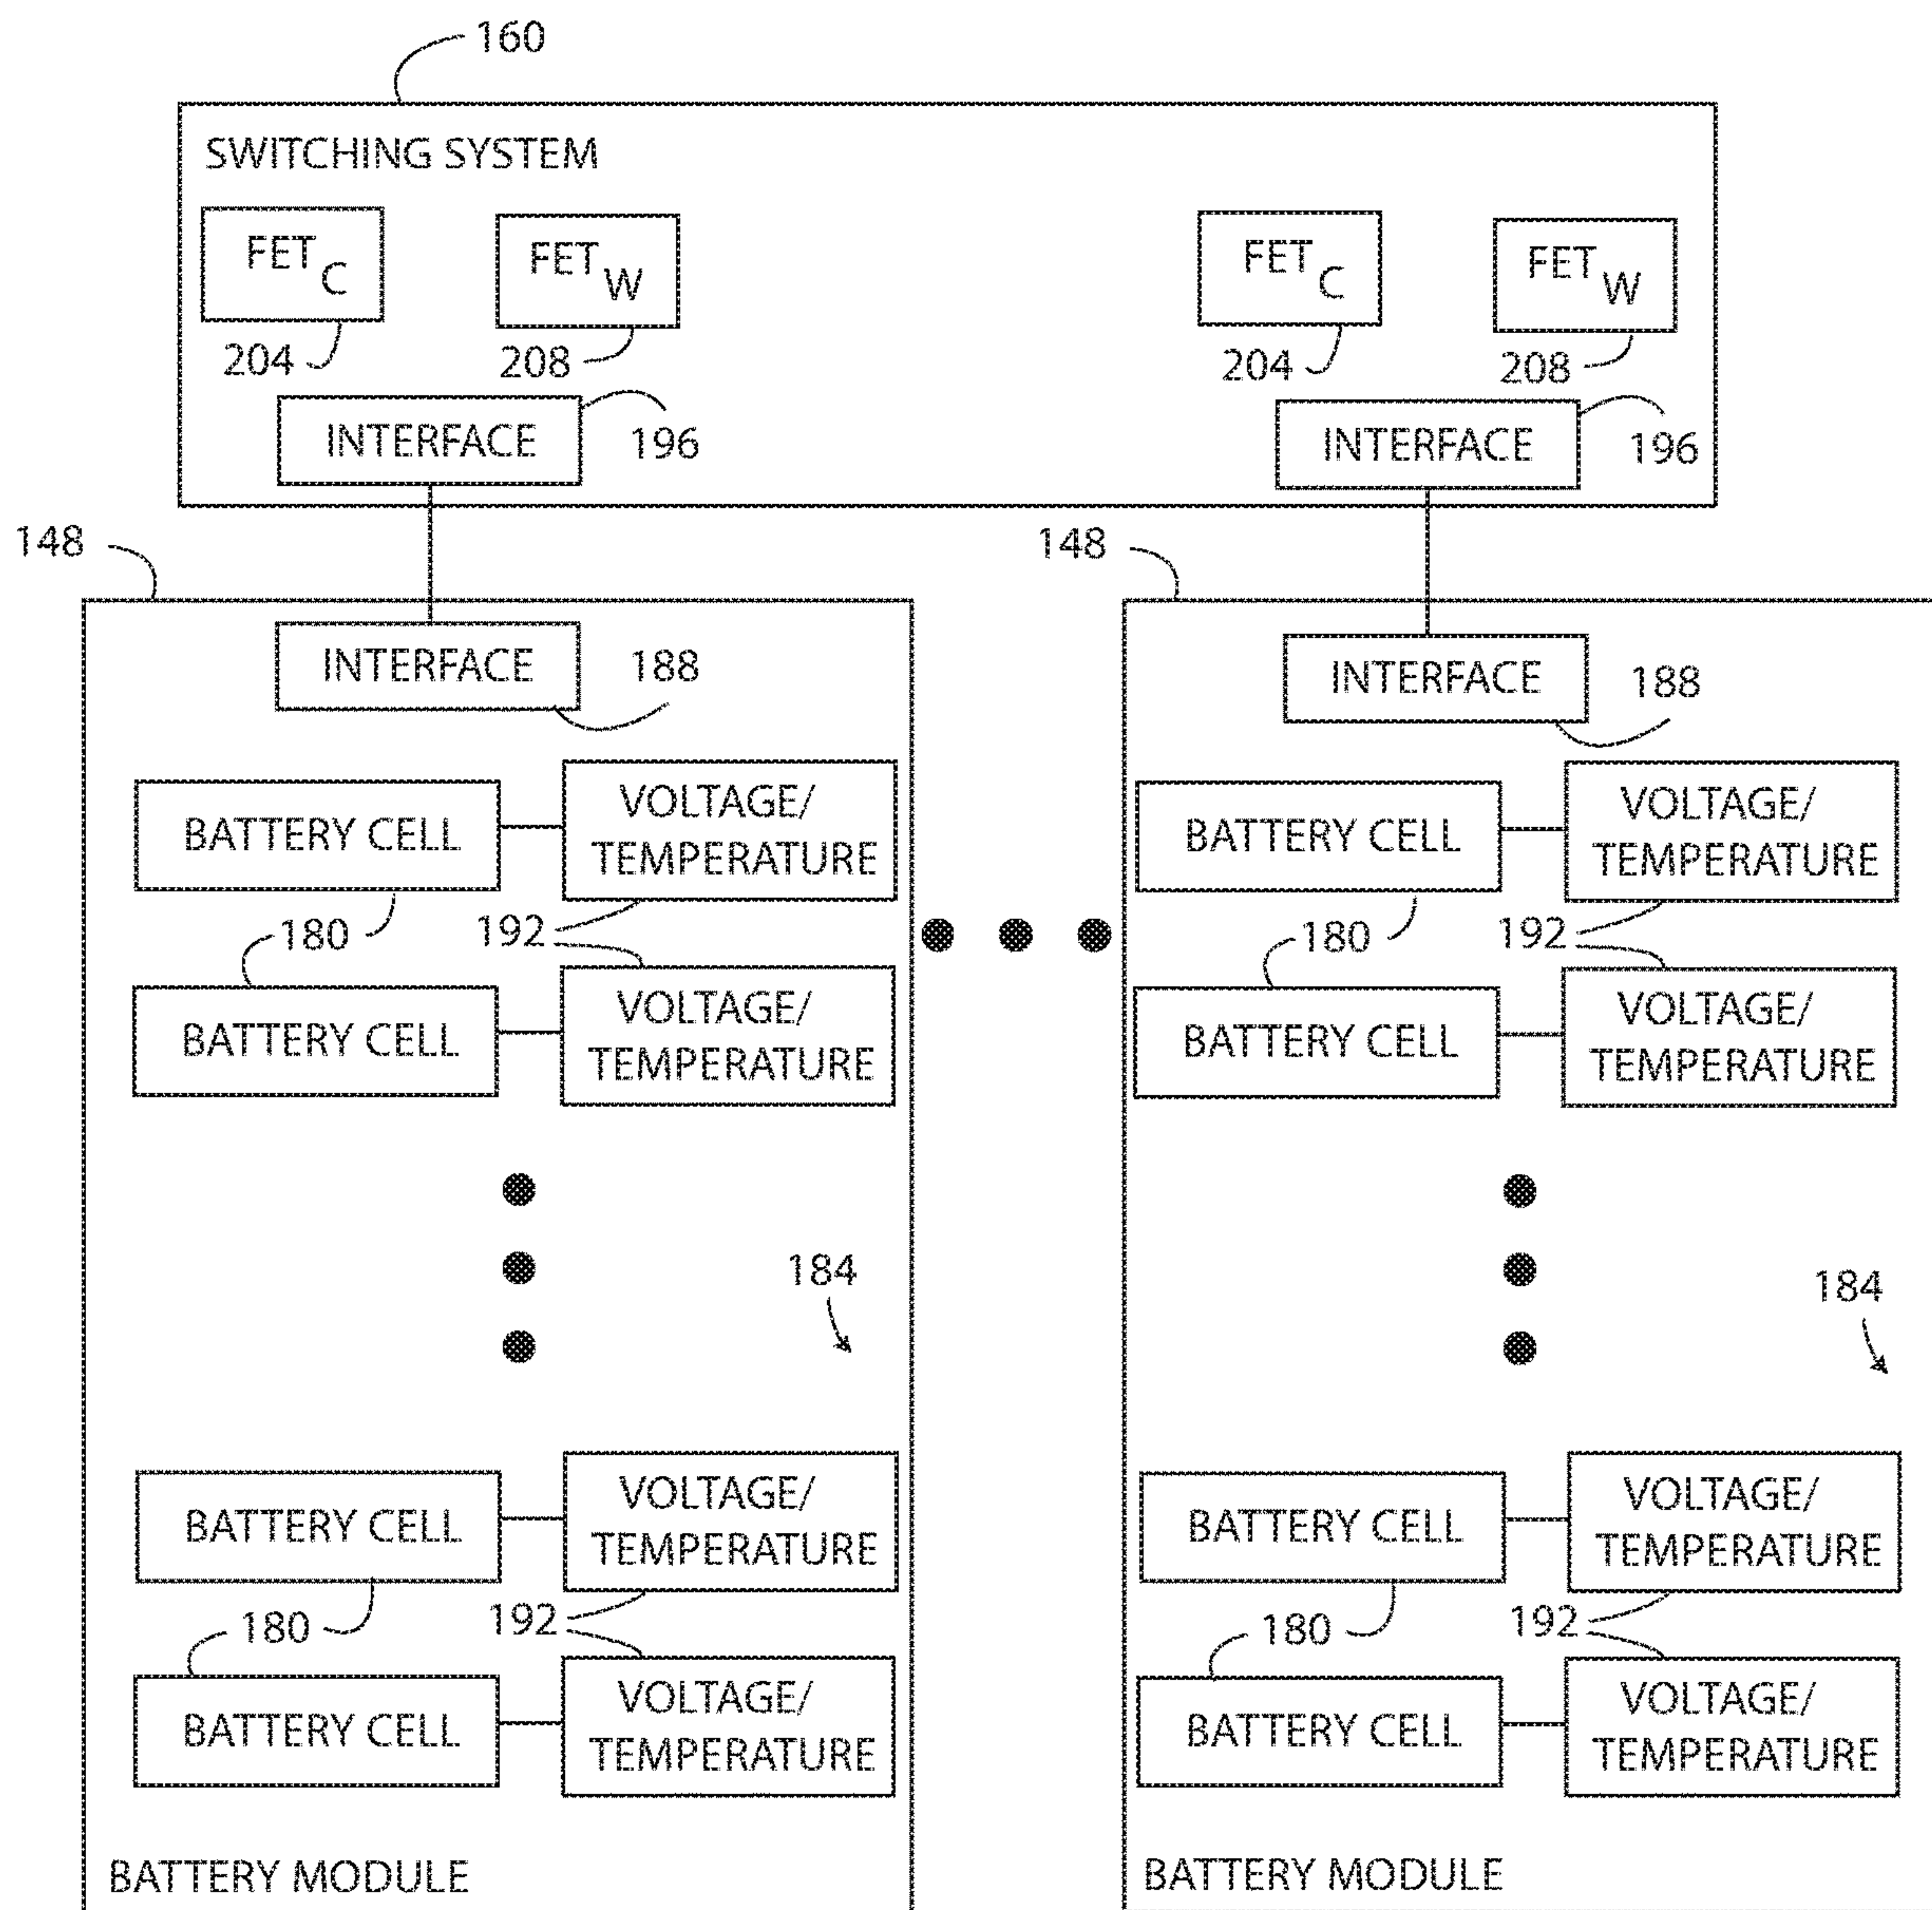 160
SWITCHING SYSTEM
FET C
FET W
FET C
FET W
204
208
204
208
INTERFACE
196
INTERFACE
196
148
148
INTERFACE
188
INTERFACE
188
BATTERY CELL
VOLTAGE/
TEMPERATURE
BATTERY CELL
VOLTAGE/
TEMPERATURE
180
192
180
192
BATTERY CELL
VOLTAGE/
TEMPERATURE
BATTERY CELL
VOLTAGE/
TEMPERATURE
184
184
BATTERY CELL
VOLTAGE/
TEMPERATURE
BATTERY CELL
VOLTAGE/
TEMPERATURE
180
192
180
192
BATTERY CELL
VOLTAGE/
TEMPERATURE
BATTERY CELL
VOLTAGE/
TEMPERATURE
BATTERY MODULE
BATTERY MODULE